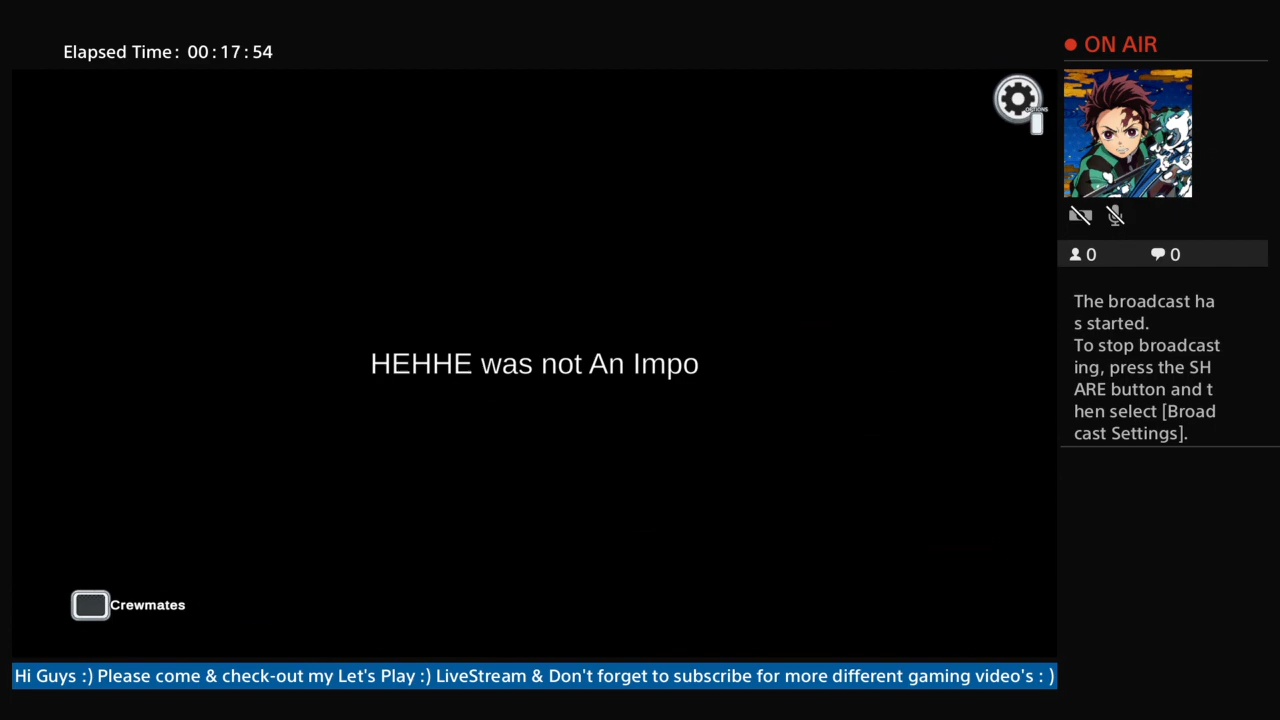 Elapsed Time: 00:17:54
ON AIR
OPTIONS
0
0
The broadcast ha
s started.
To stop broadcast
ing, press the SH
ARE button and t
hen select [Broad
cast Settings].
HEHHE was not An Impo
Crewmates
Hi Guys :) Please come & check-out my Let's Play :) LiveStream & Don't forget to subscribe for more different gaming video's : )